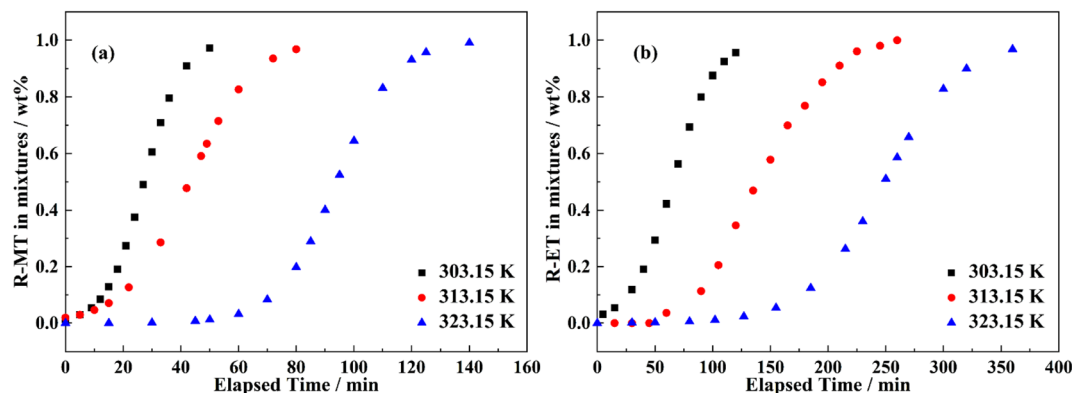 (a)
R-MT in mixtures / wt%
1.0
0.8
0.6
0.4
0.2
0.0
303.15 K
313.15 K
323.15 K
0 20 40 60 80 100 120 140 160
Elapsed Time / min
(b)
R-ET in mixtures / wt%
1.0
0.8
0.6
0.4
0.2
0.0
303.15 K
313.15 K
323.15 K
0 50 100 150 200 250 300 350 400
Elapsed Time / min